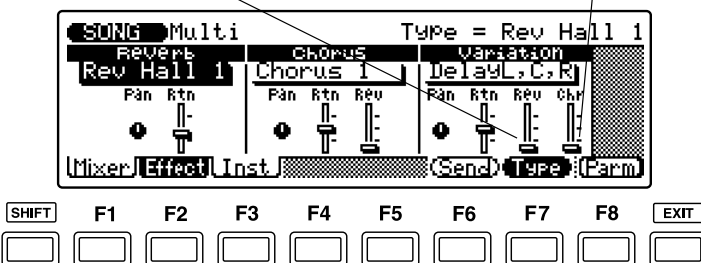 SONG Multi Type = Rev Hall 1
Reverb Chorus Variation
Rev Hall 1 Chorus 1 DelayL,C,R
Pan Rtn Pan Rtn Rev Pan Rtn Rev Chr
Mixer Effect Inst Send Type Parm
SHIFT F1 F2 F3 F4 F5 F6 F7 F8 EXIT